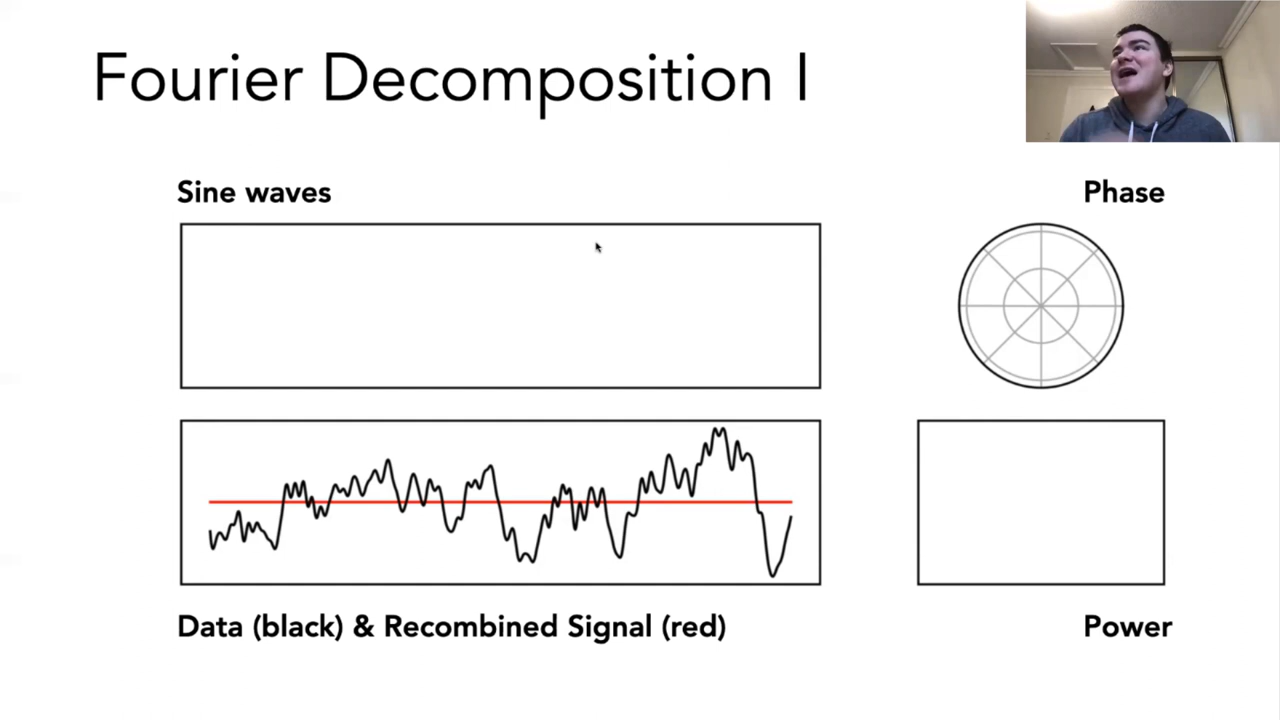 Fourier Decomposition I
Sine waves
Phase
Data (black) & Recombined Signal (red)
Power